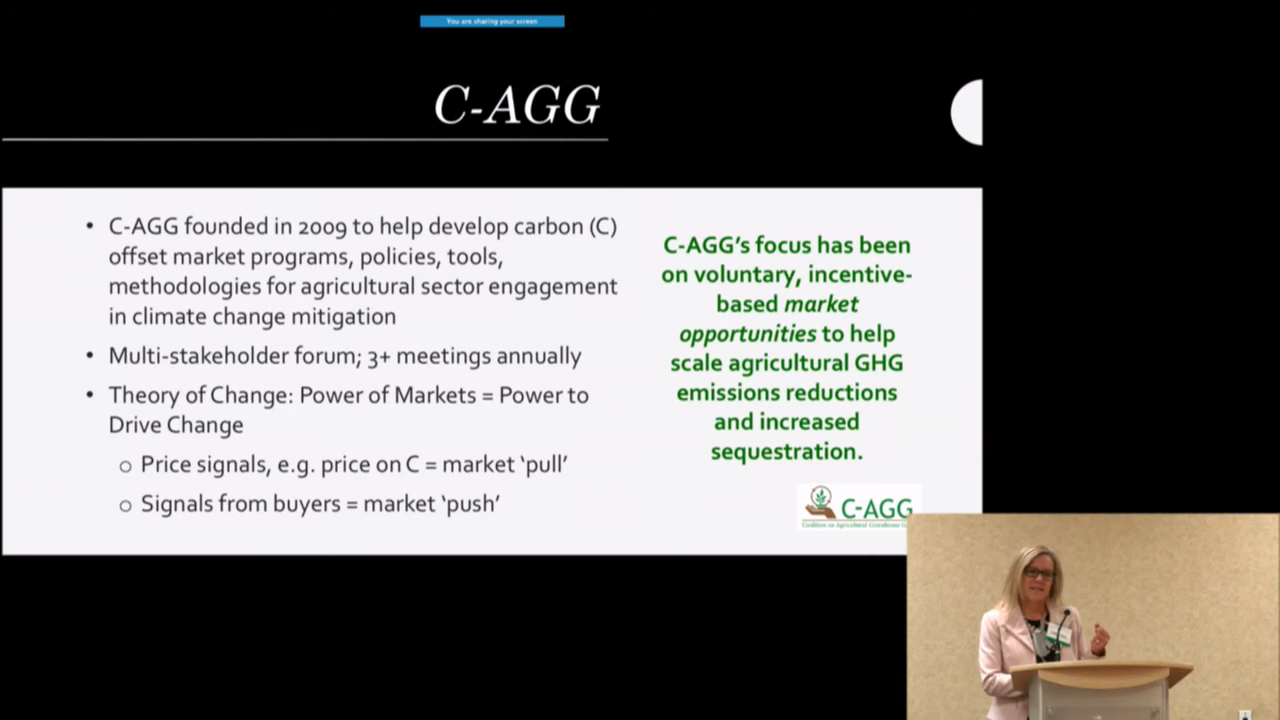 You are sharing your screen
C-AGG
• C-AGG founded in 2009 to help develop carbon (C)
offset market programs, policies, tools,
methodologies for agricultural sector engagement
in climate change mitigation
• Multi-stakeholder forum; 3+ meetings annually
• Theory of Change: Power of Markets = Power to
Drive Change
o Price signals, e.g. price on C = market ‘pull’
o Signals from buyers = market ‘push’
C-AGG’s focus has been
on voluntary, incentive-
based market
opportunities to help
scale agricultural GHG
emissions reductions
and increased
sequestration.
C-AGG
Coalition on Agricultural Greenhouse